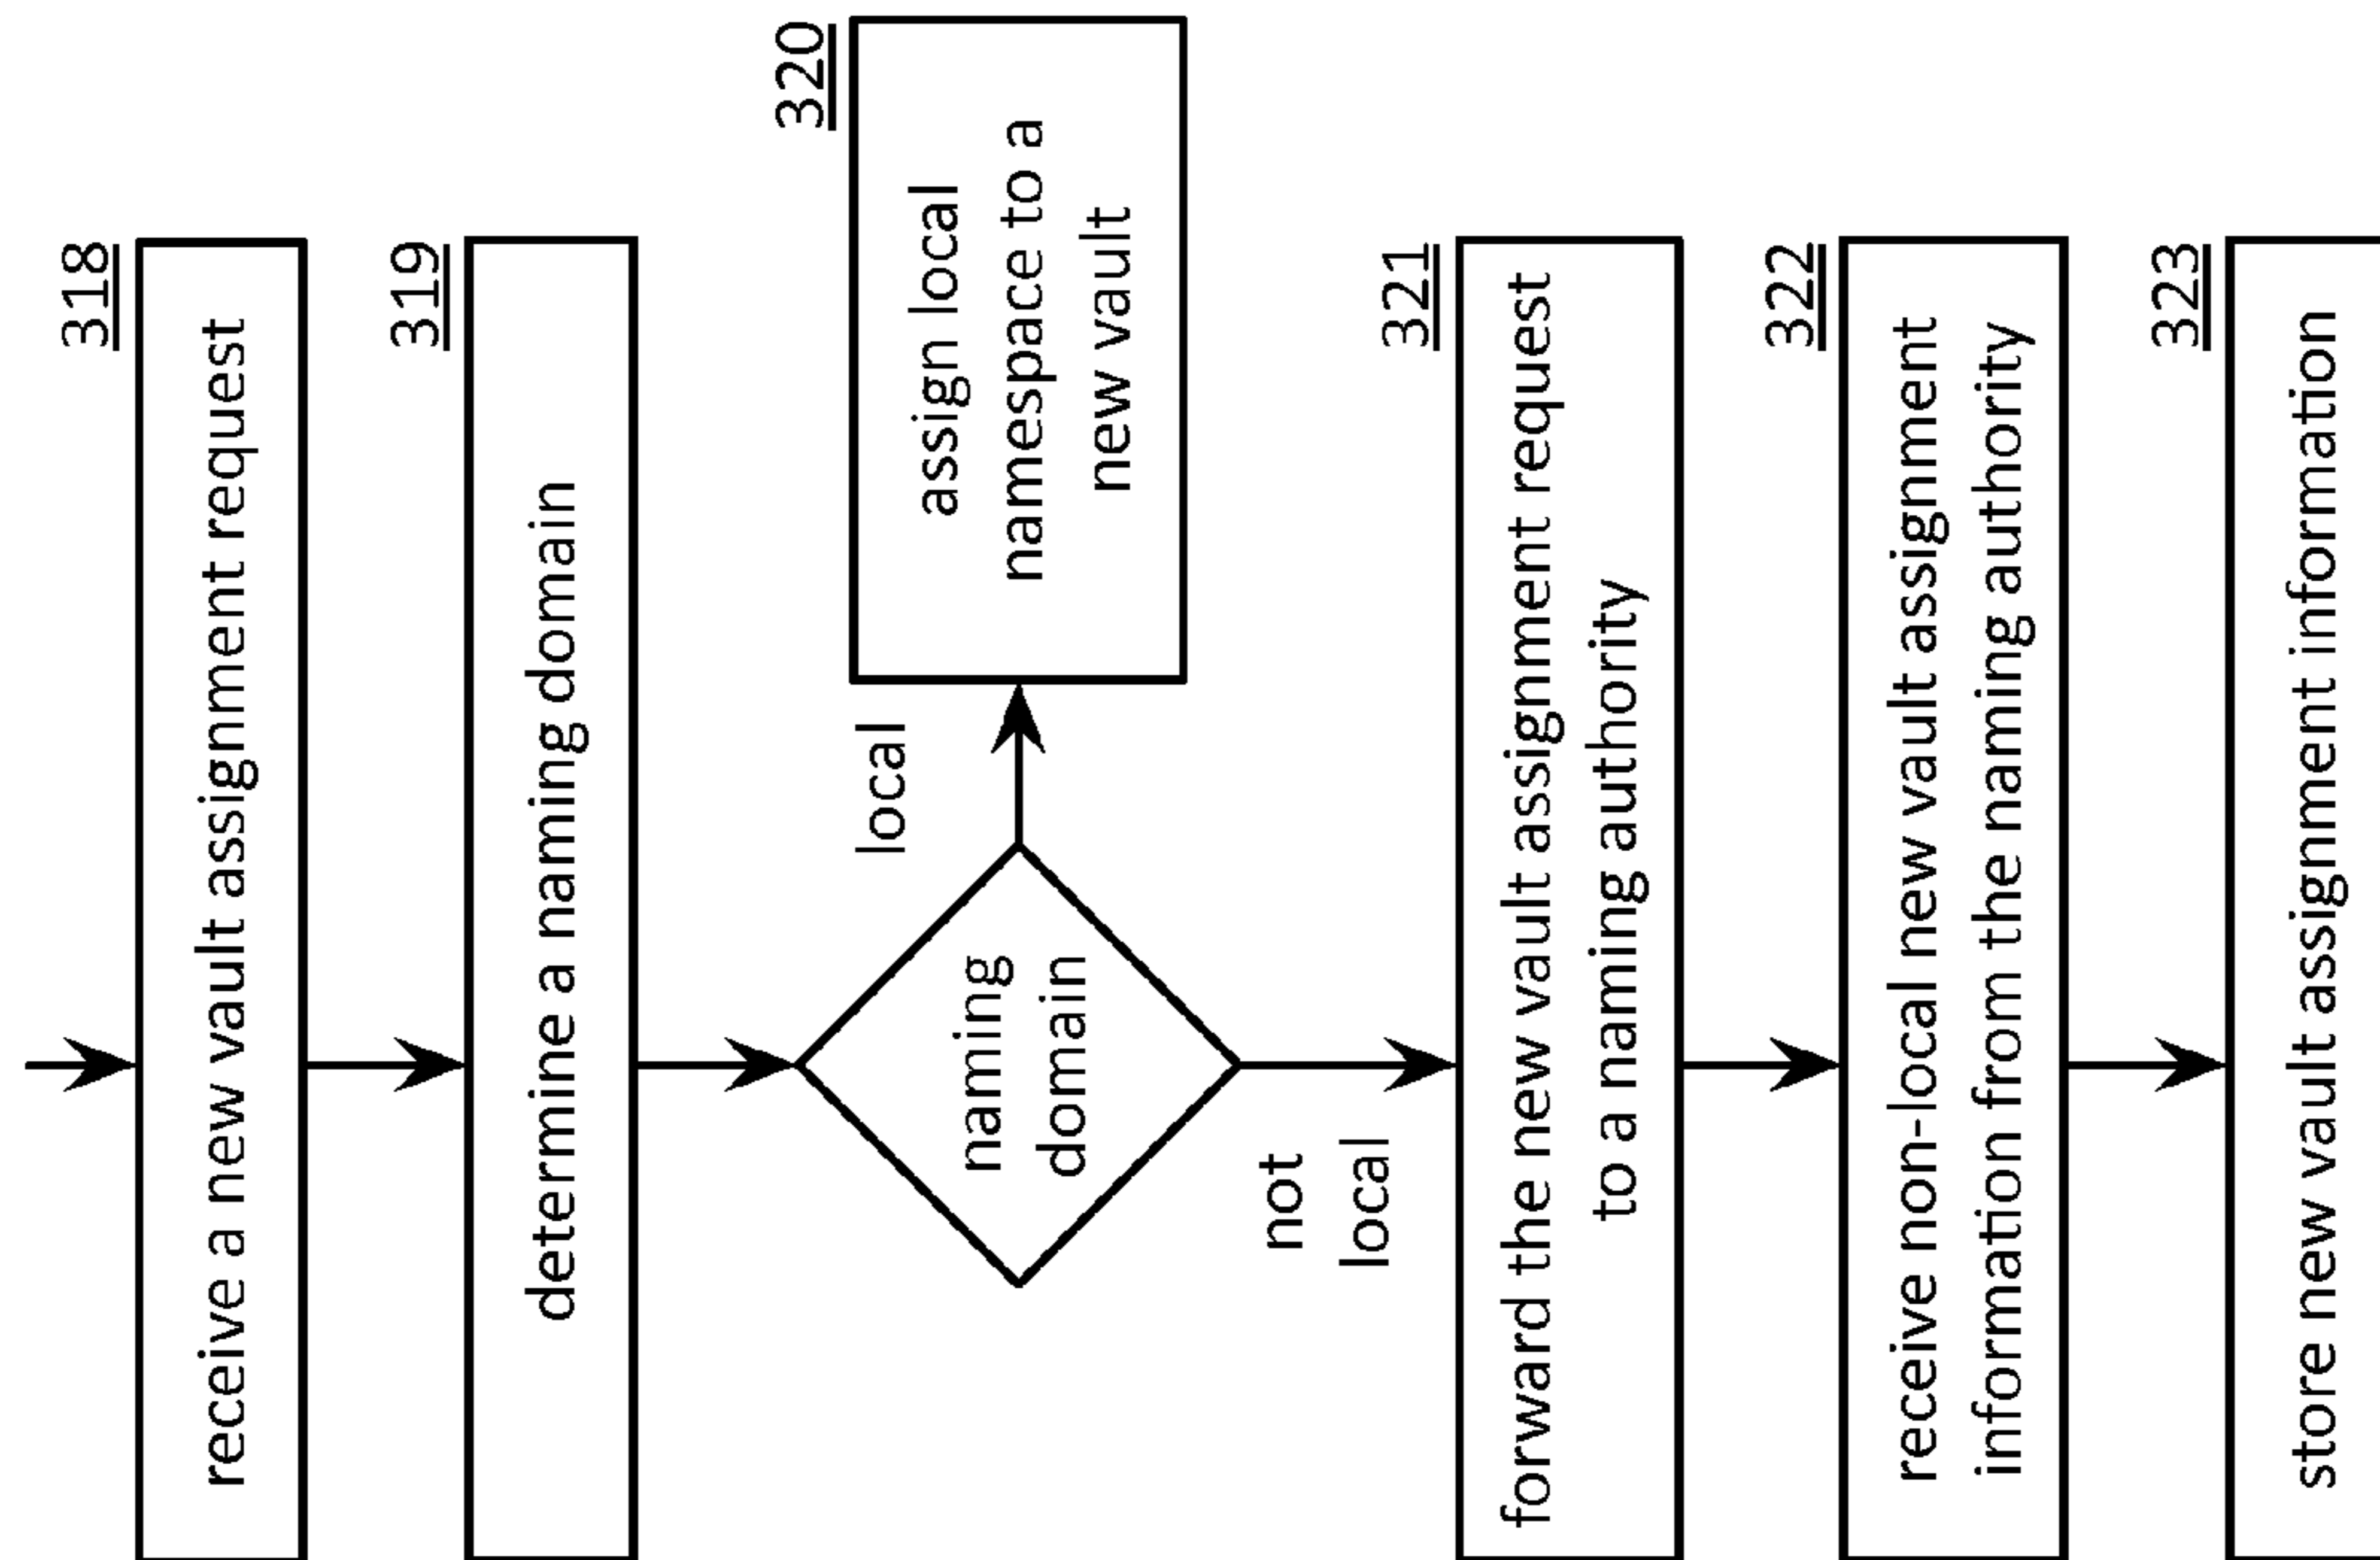 318
receive a new vault assignment request
319
determine a naming domain
naming
domain
local
320
assign local
namespace to a
new vault
not
local
321
forward the new vault assignment request
to a naming authority
322
receive non-local new vault assignment
information from the naming authority
323
store new vault assignment information